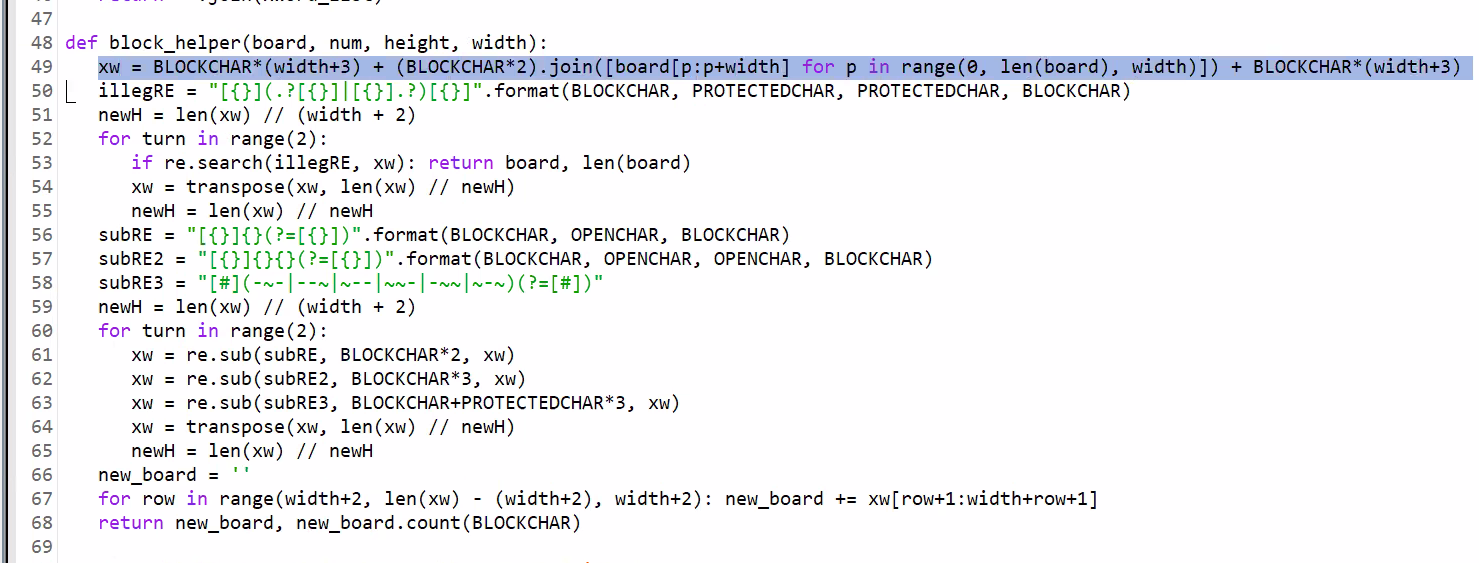 47
48 def block_helper(board, num, height, width):
49    xw = BLOCKCHAR*(width+3) + (BLOCKCHAR*2).join([board[p:p+width] for p in range(0, len(board), width)]) + BLOCKCHAR*(width+3)
50    illegRE = "[{}](.?[{}]|[{}].?)[{}]".format(BLOCKCHAR, PROTECTEDCHAR, PROTECTEDCHAR, BLOCKCHAR)
51    newH = len(xw) // (width + 2)
52    for turn in range(2):
53       if re.search(illegRE, xw): return board, len(board)
54       xw = transpose(xw, len(xw) // newH)
55       newH = len(xw) // newH
56    subRE = "[{}]{}(?=[{}])".format(BLOCKCHAR, OPENCHAR, BLOCKCHAR)
57    subRE2 = "[{}]{}{}(?=[{}])".format(BLOCKCHAR, OPENCHAR, OPENCHAR, BLOCKCHAR)
58    subRE3 = "[#](-~-|--~|~--|~~-|-~~|~-~)(?=[#])"
59    newH = len(xw) // (width + 2)
60    for turn in range(2):
61       xw = re.sub(subRE, BLOCKCHAR*2, xw)
62       xw = re.sub(subRE2, BLOCKCHAR*3, xw)
63       xw = re.sub(subRE3, BLOCKCHAR+PROTECTEDCHAR*3, xw)
64       xw = transpose(xw, len(xw) // newH)
65       newH = len(xw) // newH
66    new_board = ''
67    for row in range(width+2, len(xw) - (width+2), width+2): new_board += xw[row+1:width+row+1]
68    return new_board, new_board.count(BLOCKCHAR)
69